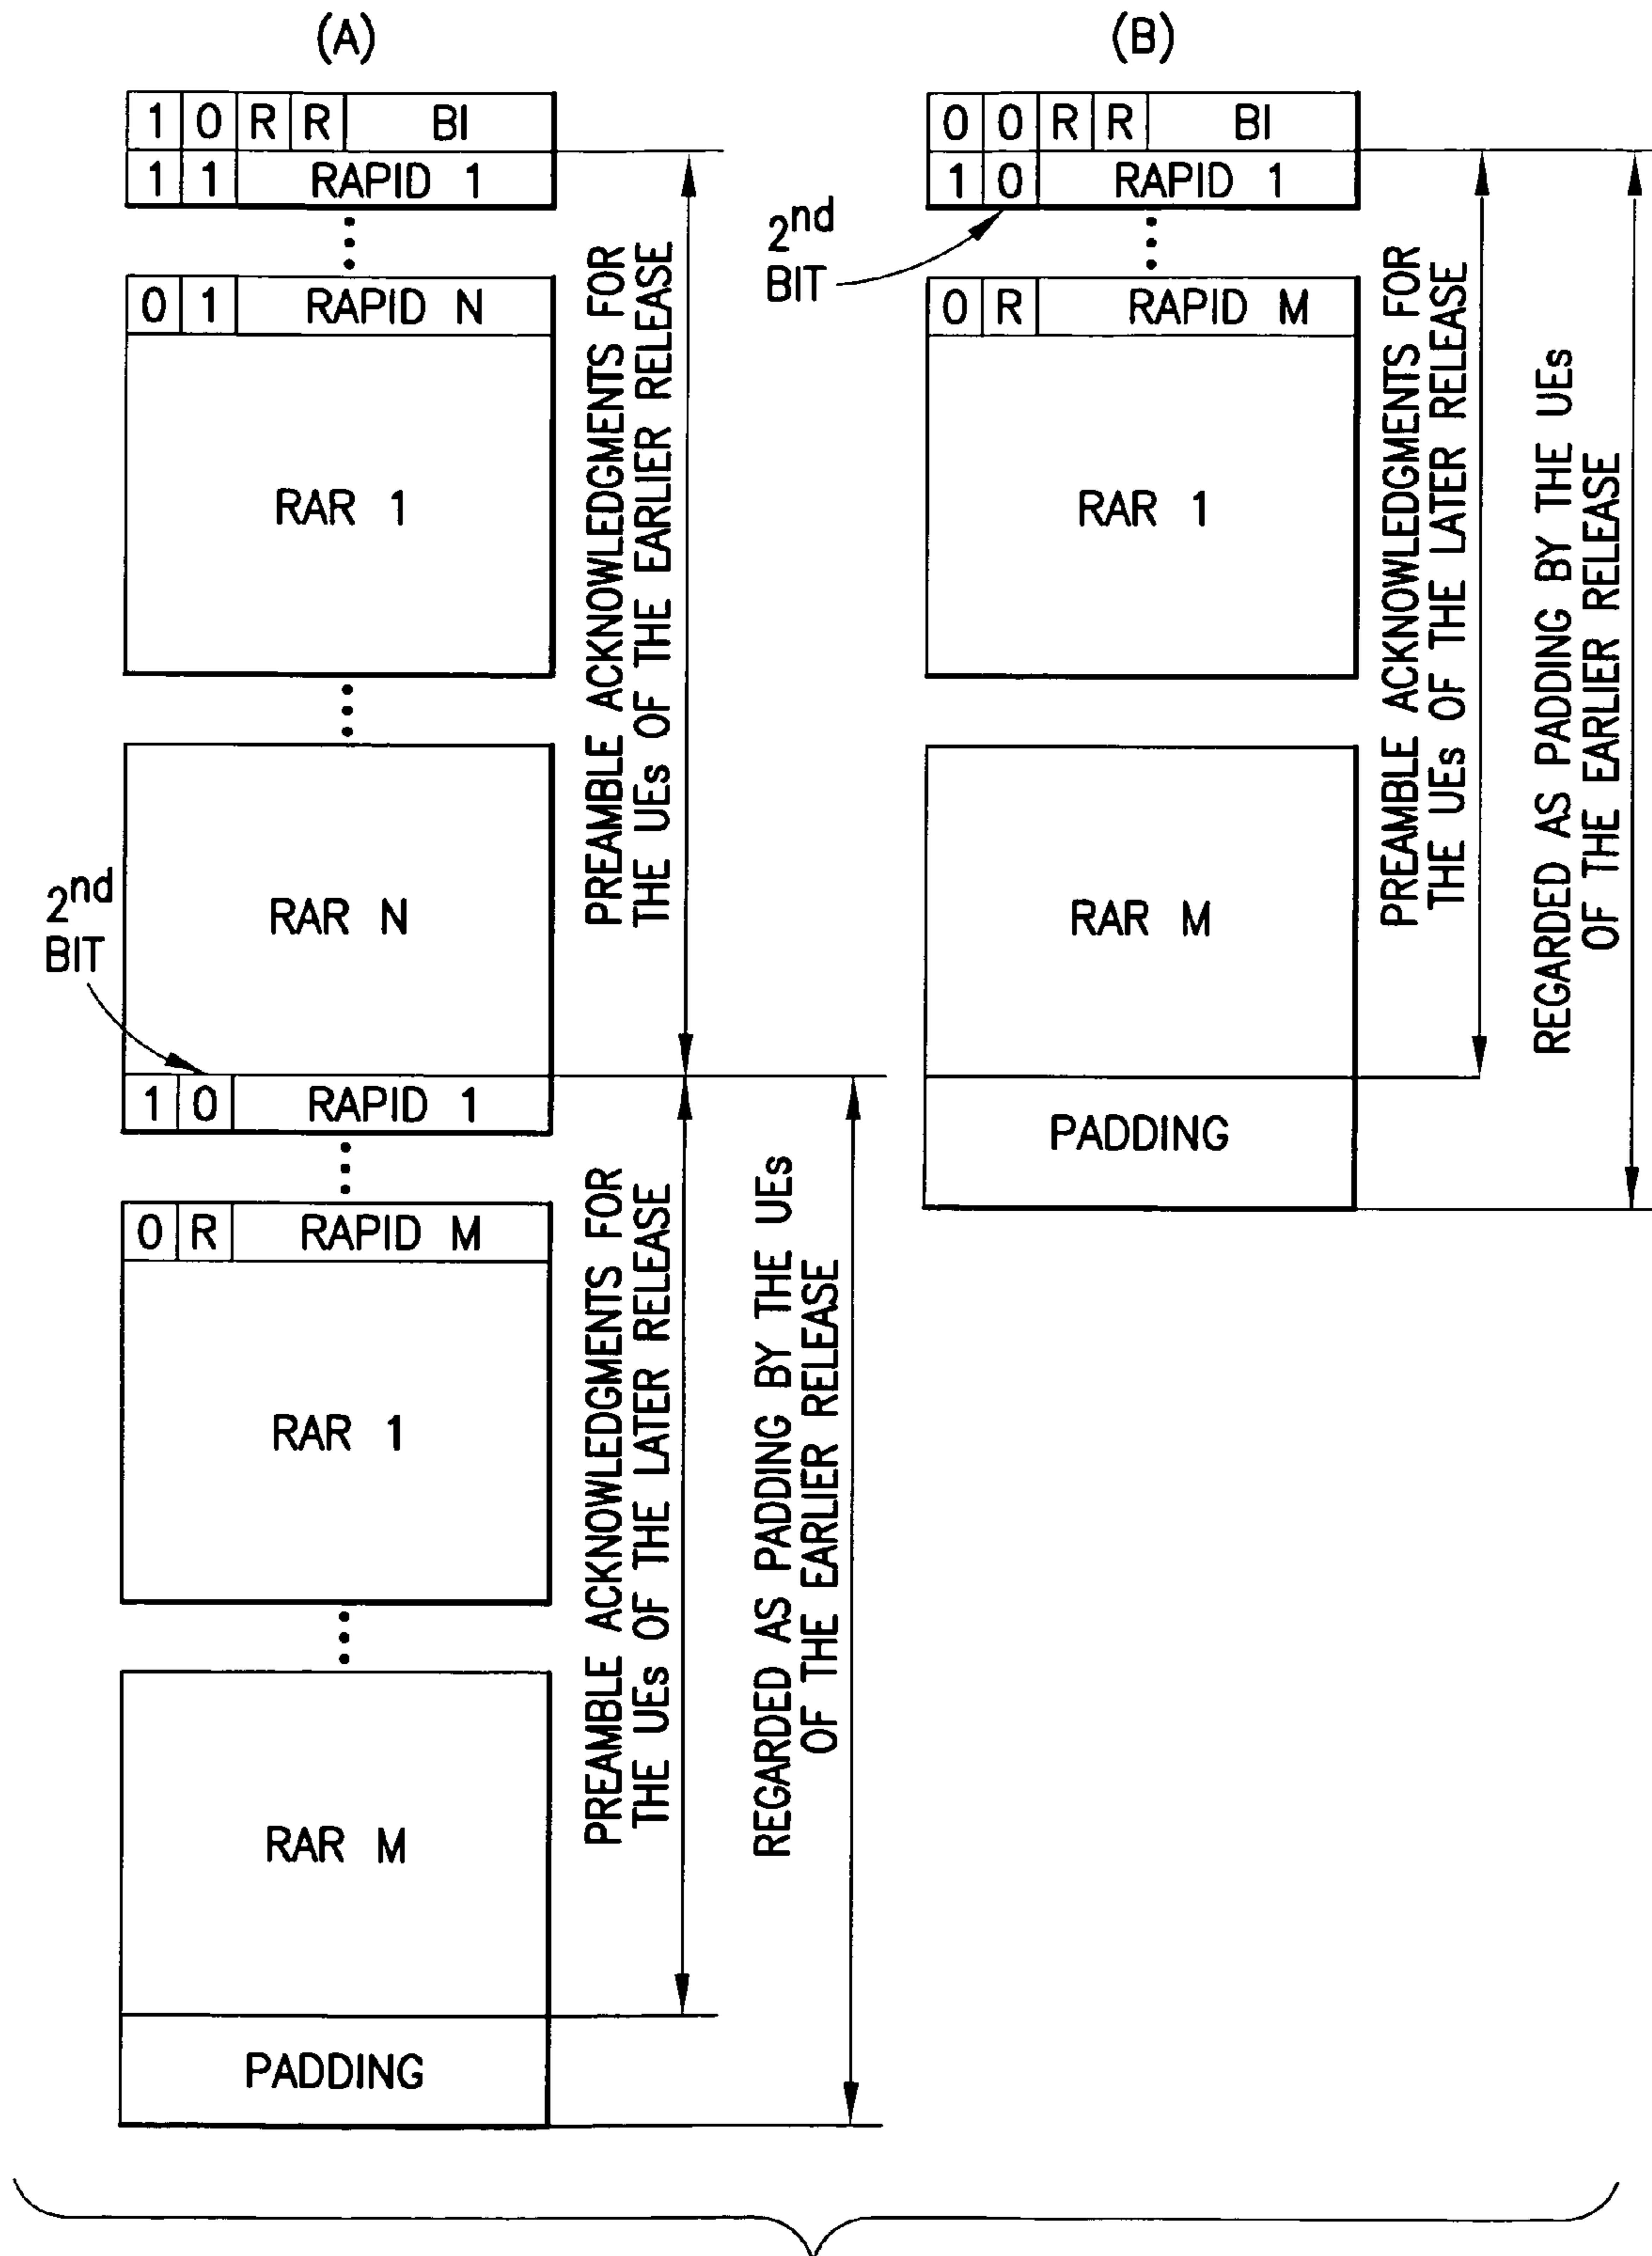 (A)
1 0 R R BI
1 1 RAPID 1
0 1 RAPID N
RAR 1
RAR N
2nd
BIT
1 0 RAPID 1
0 R RAPID M
RAR 1
RAR M
PADDING
PREAMBLE ACKNOWLEDGMENTS FOR
THE UEs OF THE EARLIER RELEASE
PREAMBLE ACKNOWLEDGMENTS FOR
THE UEs OF THE LATER RELEASE
REGARDED AS PADDING BY THE UEs
OF THE EARLIER RELEASE
(B)
0 0 R R BI
1 0 RAPID 1
2nd
BIT
0 R RAPID M
RAR 1
RAR M
PADDING
PREAMBLE ACKNOWLEDGMENTS FOR
THE UEs OF THE LATER RELEASE
REGARDED AS PADDING BY THE UEs
OF THE EARLIER RELEASE